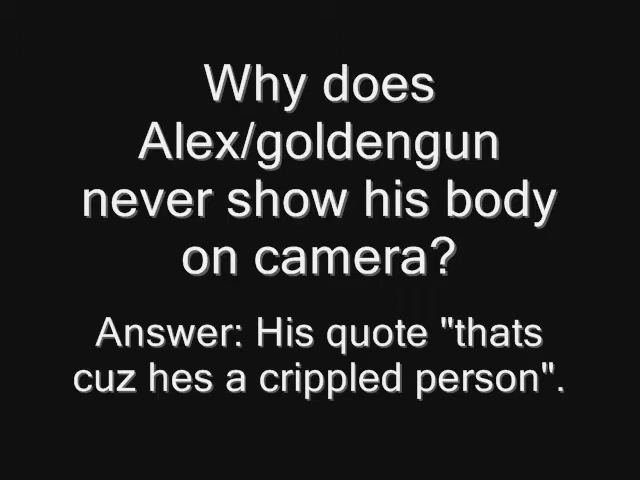 Why does
Alex/goldengun
never show his body
on camera?
Answer: His quote "thats
cuz hes a crippled person".